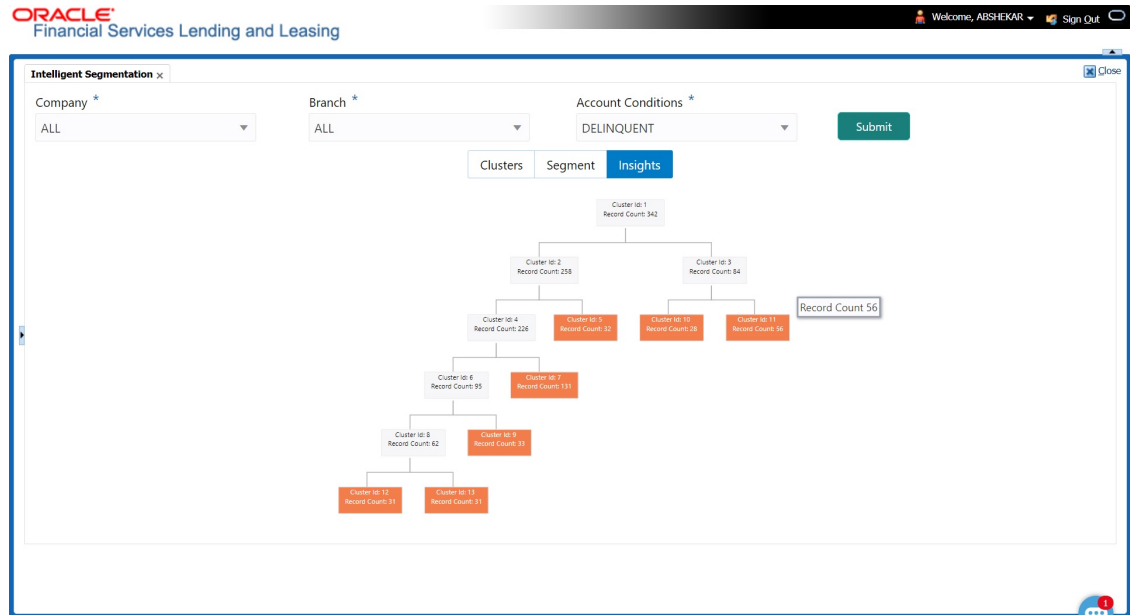 ORACLE®
Financial Services Lending and Leasing
Welcome, ABSHEKAR
Sign Out
Intelligent Segmentation
Close
Company *
Branch *
Account Conditions *
ALL
ALL
DELINQUENT
Submit
Clusters
Segment
Insights
Cluster Id: 1
Record Count: 342
Cluster Id: 2
Record Count: 258
Cluster Id: 3
Record Count: 84
Record Count 56
Cluster Id: 4
Record Count: 226
Cluster Id: 5
Record Count: 32
Cluster Id: 10
Record Count: 28
Cluster Id: 11
Record Count: 56
Cluster Id: 6
Record Count: 95
Cluster Id: 7
Record Count: 131
Cluster Id: 8
Record Count: 62
Cluster Id: 9
Record Count: 33
Cluster Id: 12
Record Count: 31
Cluster Id: 13
Record Count: 31
1